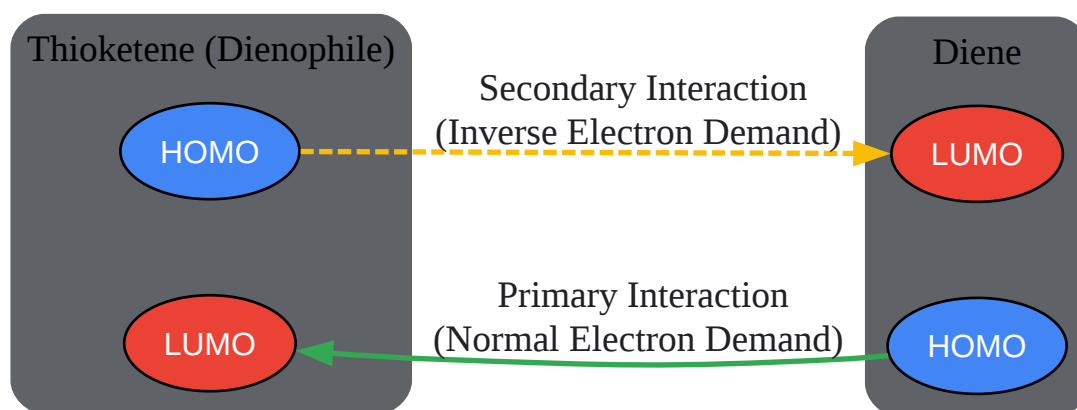 Thioketene (Dienophile)
Diene
Secondary Interaction
(Inverse Electron Demand)
HOMO
LUMO
Primary Interaction
(Normal Electron Demand)
LUMO
HOMO